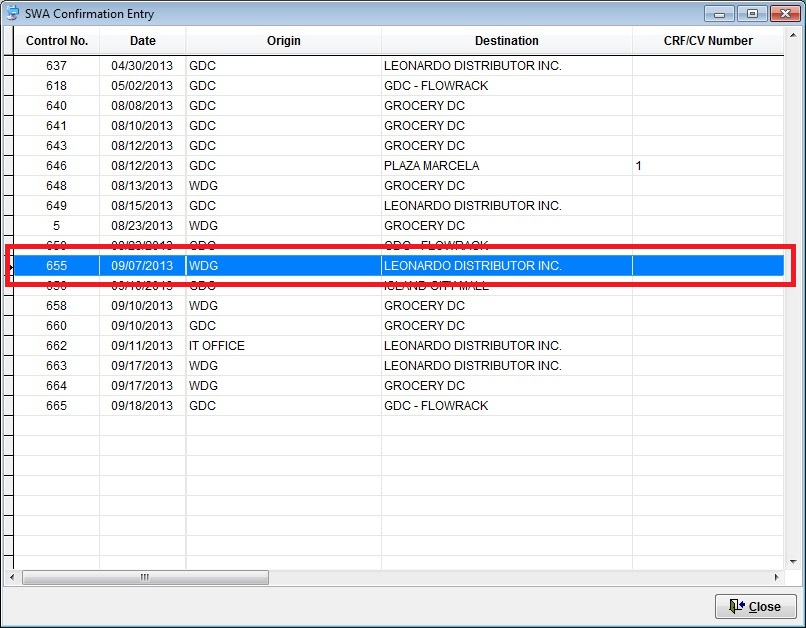 SWA Confirmation Entry
Control No. Date Origin Destination CRF/CV Number
637 04/30/2013 GDC LEONARDO DISTRIBUTOR INC.
618 05/02/2013 GDC GDC - FLOWRACK
640 08/08/2013 GDC GROCERY DC
641 08/10/2013 GDC GROCERY DC
643 08/12/2013 GDC GROCERY DC
646 08/12/2013 GDC PLAZA MARCELA 1
648 08/13/2013 WDG GROCERY DC
649 08/15/2013 GDC LEONARDO DISTRIBUTOR INC.
5 08/23/2013 WDG GROCERY DC
08/23/2013 GDC GDC - FLOWRACK
655 09/07/2013 WDG LEONARDO DISTRIBUTOR INC.
GDC ISLAND CITY MALL
658 09/10/2013 WDG GROCERY DC
660 09/10/2013 GDC GROCERY DC
662 09/11/2013 IT OFFICE LEONARDO DISTRIBUTOR INC.
663 09/17/2013 WDG LEONARDO DISTRIBUTOR INC.
664 09/17/2013 WDG GROCERY DC
665 09/18/2013 GDC GDC - FLOWRACK
Close